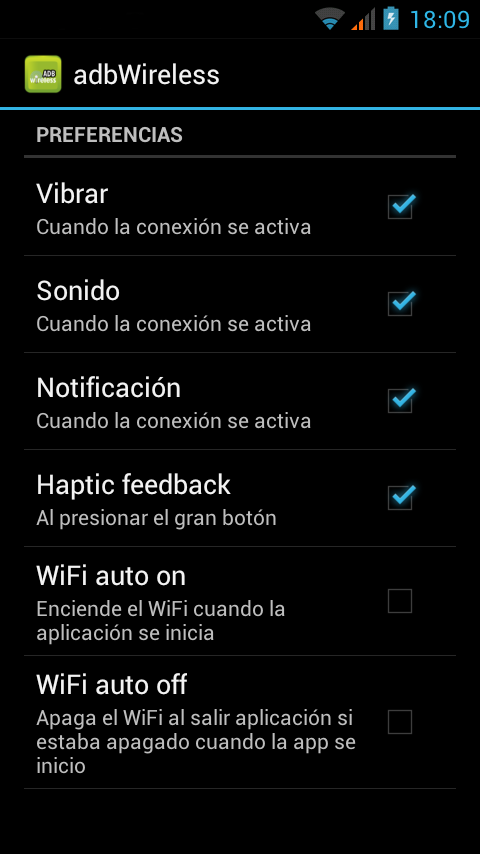 18:09
ADB
wireless
adbWireless
PREFERENCIAS
Vibrar
Cuando la conexión se activa
Sonido
Cuando la conexión se activa
Notificación
Cuando la conexión se activa
Haptic feedback
Al presionar el gran botón
WiFi auto on
Enciende el WiFi cuando la
aplicación se inicia
WiFi auto off
Apaga el WiFi al salir aplicación si
estaba apagado cuando la app se
inicio